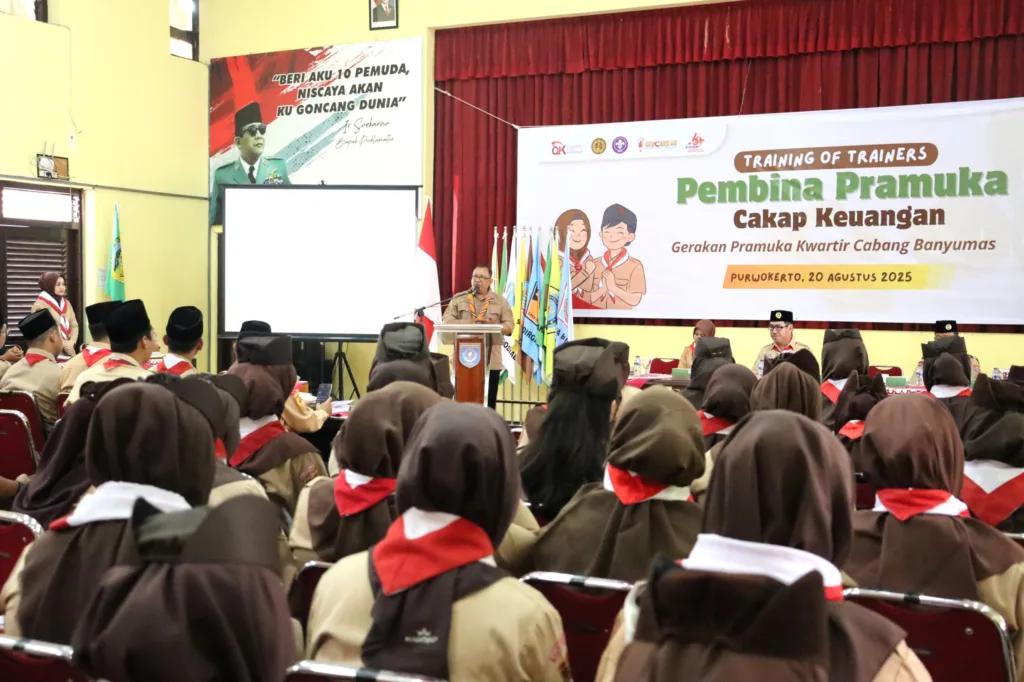 "BERI AKU 10 PEMUDA,
NISCAYA AKAN
KU GONCANG DUNIA"
Ir Soekarno
TRAINING OF TRAINERS
Pembina Pramuka
Cakap Keuangan
Gerakan Pramuka Kwartir Cabang Banyumas
PURWOKERTO, 20 AGUSTUS 2025